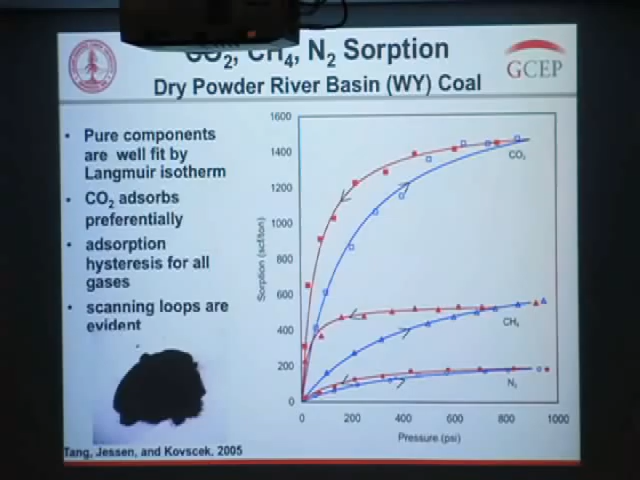 CO₂, CH₄, N₂ Sorption
Dry Powder River Basin (WY) Coal
GCEP
• Pure components
are well fit by
Langmuir isotherm
• CO₂ adsorbs
preferentially
• adsorption
hysteresis for all
gases
• scanning loops are
evident
Tang, Jessen, and Kovscek, 2005
Sorption (scf/ton)
1600
1400
1200
1000
800
600
400
200
0
CO₂
CH₄
N₂
0 200 400 600 800 1000
Pressure (psi)